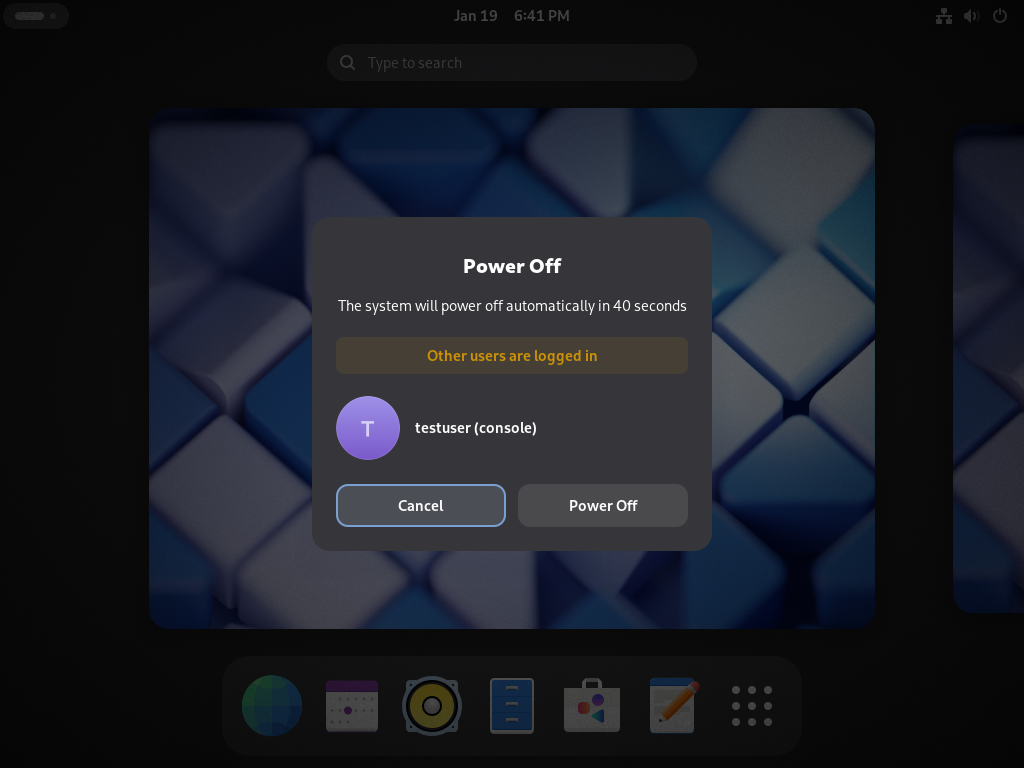 Jan 19 6:41 PM
Type to search
Power Off
The system will power off automatically in 40 seconds
Other users are logged in
T
testuser (console)
Cancel
Power Off